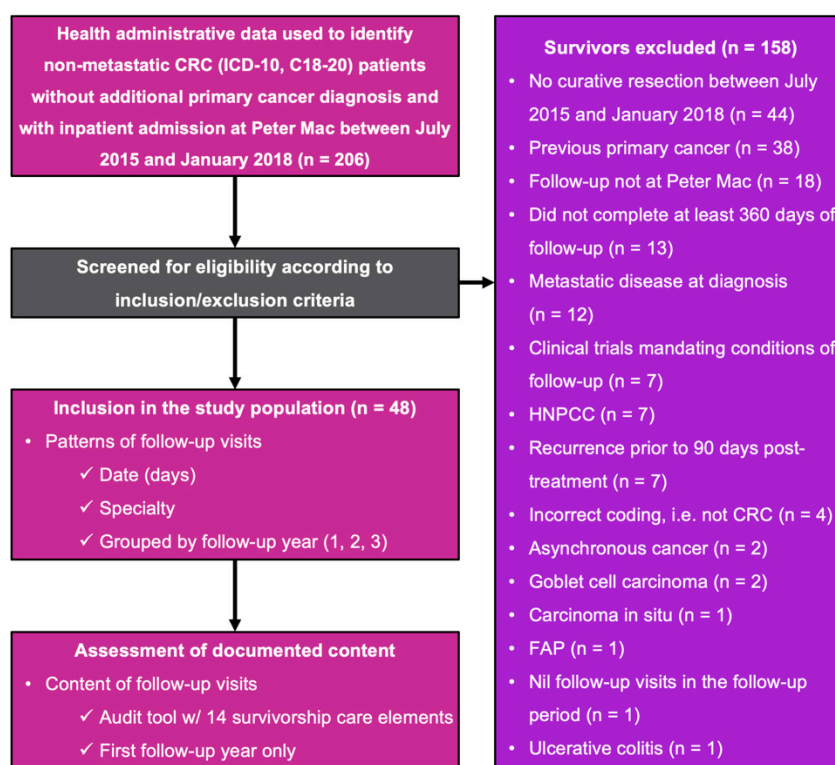 Health administrative data used to identify
non-metastatic CRC (ICD-10, C18-20) patients
without additional primary cancer diagnosis and
with inpatient admission at Peter Mac between July
2015 and January 2018 (n = 206)
Screened for eligibility according to
inclusion/exclusion criteria
Inclusion in the study population (n = 48)
• Patterns of follow-up visits
✓ Date (days)
✓ Specialty
✓ Grouped by follow-up year (1, 2, 3)
Assessment of documented content
• Content of follow-up visits
✓ Audit tool w/ 14 survivorship care elements
✓ First follow-up year only
Survivors excluded (n = 158)
• No curative resection between July
2015 and January 2018 (n = 44)
• Previous primary cancer (n = 38)
• Follow-up not at Peter Mac (n = 18)
• Did not complete at least 360 days of
follow-up (n = 13)
• Metastatic disease at diagnosis
(n = 12)
• Clinical trials mandating conditions of
follow-up (n = 7)
• HNPCC (n = 7)
• Recurrence prior to 90 days post-
treatment (n = 7)
• Incorrect coding, i.e. not CRC (n = 4)
• Asynchronous cancer (n = 2)
• Goblet cell carcinoma (n = 2)
• Carcinoma in situ (n = 1)
• FAP (n = 1)
• Nil follow-up visits in the follow-up
period (n = 1)
• Ulcerative colitis (n = 1)